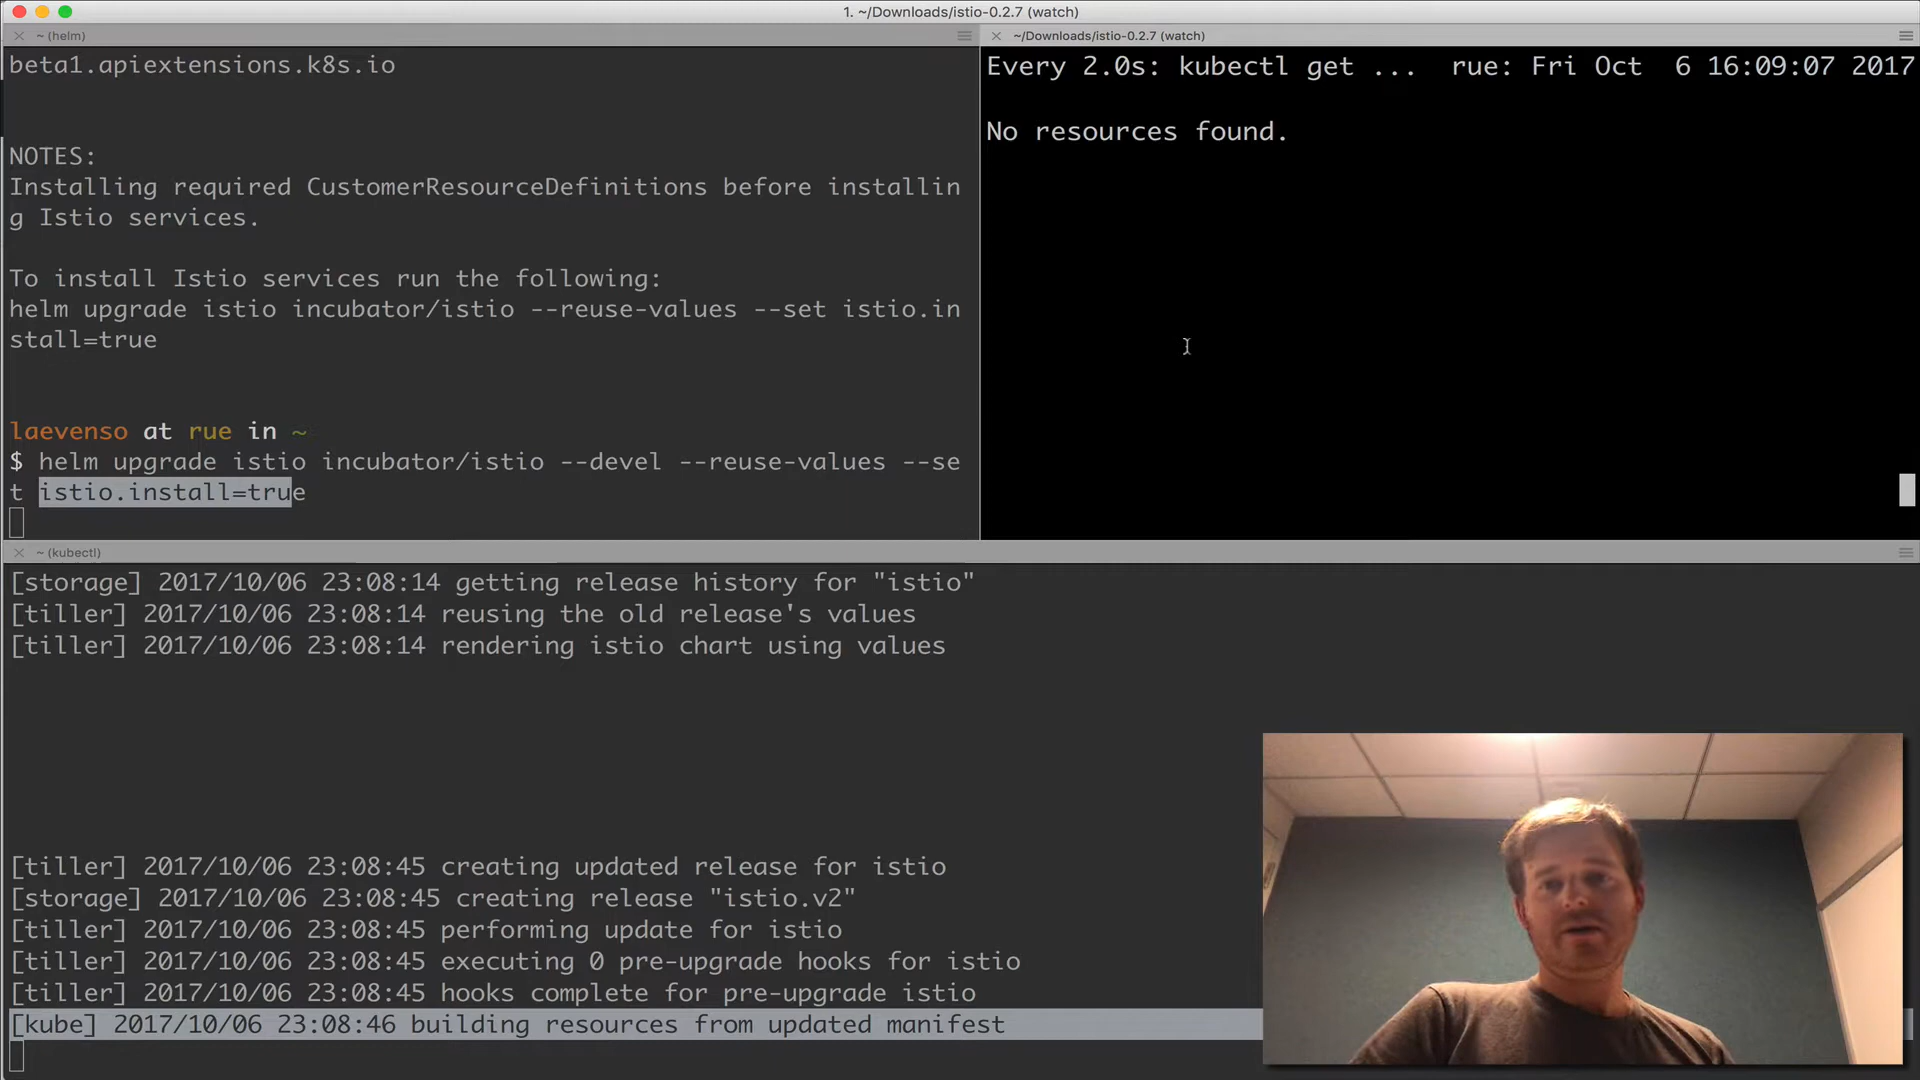 1. ~/Downloads/istio-0.2.7 (watch)
~ (helm)
beta1.apiextensions.k8s.io
NOTES:
Installing required CustomerResourceDefinitions before installin
g Istio services.
To install Istio services run the following:
helm upgrade istio incubator/istio --reuse-values --set istio.in
stall=true
laevenso at rue in ~
$ helm upgrade istio incubator/istio --devel --reuse-values --se
t istio.install=true
~/Downloads/istio-0.2.7 (watch)
Every 2.0s: kubectl get ...  rue: Fri Oct  6 16:09:07 2017
No resources found.
~ (kubectl)
[storage] 2017/10/06 23:08:14 getting release history for "istio"
[tiller] 2017/10/06 23:08:14 reusing the old release's values
[tiller] 2017/10/06 23:08:14 rendering istio chart using values
[tiller] 2017/10/06 23:08:45 creating updated release for istio
[storage] 2017/10/06 23:08:45 creating release "istio.v2"
[tiller] 2017/10/06 23:08:45 performing update for istio
[tiller] 2017/10/06 23:08:45 executing 0 pre-upgrade hooks for istio
[tiller] 2017/10/06 23:08:45 hooks complete for pre-upgrade istio
[kube] 2017/10/06 23:08:46 building resources from updated manifest